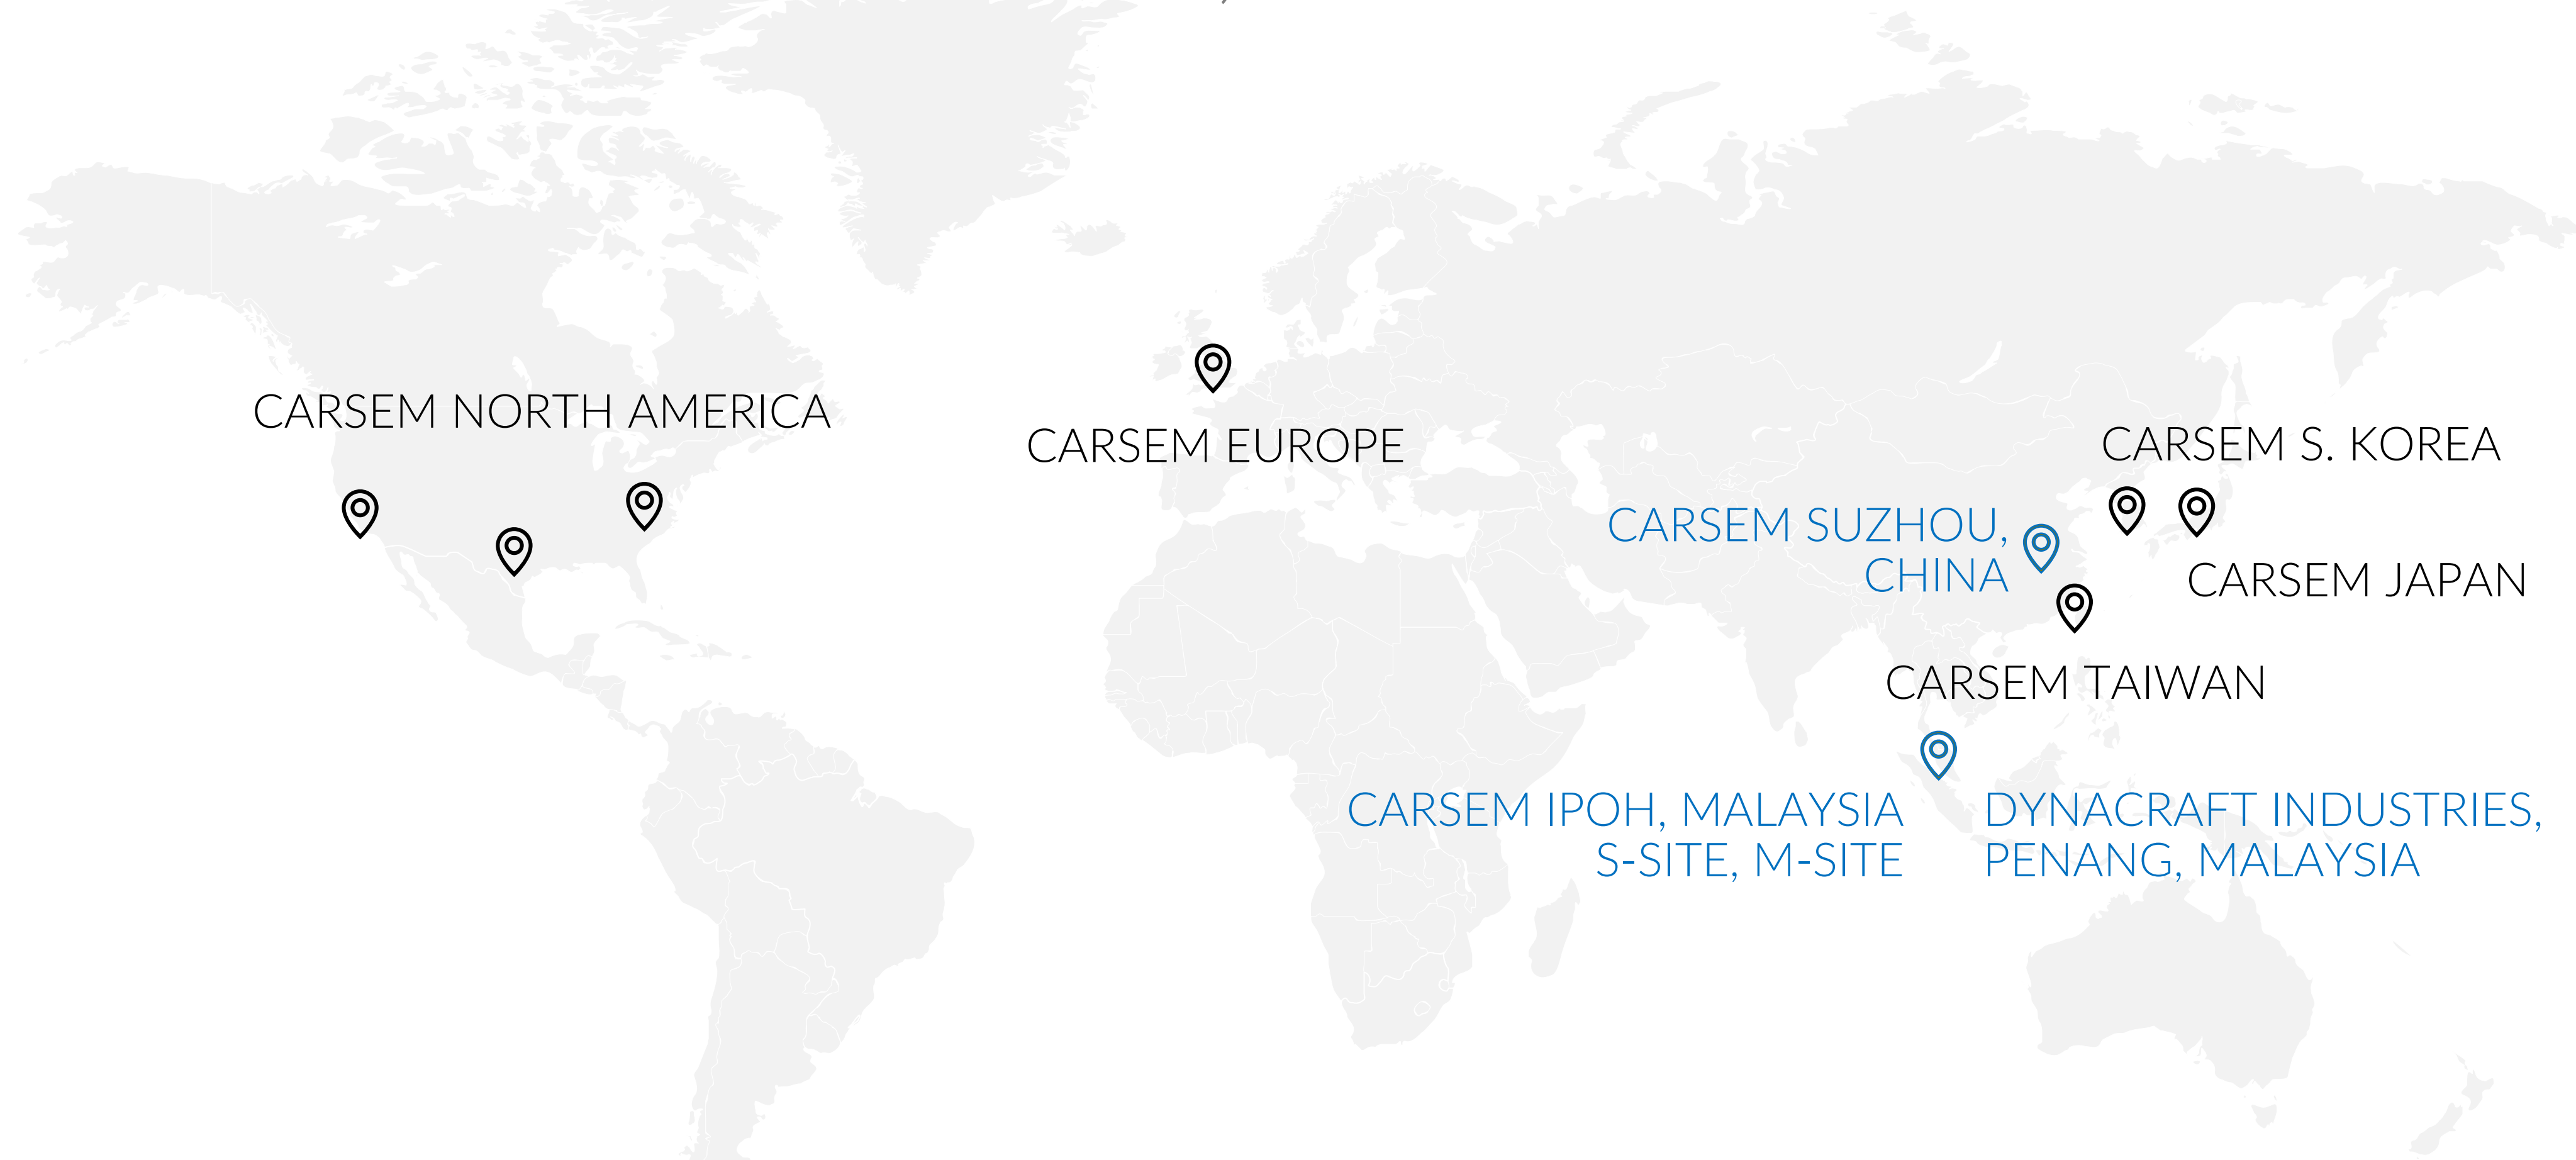 CARSEM NORTH AMERICA
CARSEM EUROPE
CARSEM S. KOREA
CARSEM SUZHOU,
CHINA
CARSEM JAPAN
CARSEM TAIWAN
CARSEM IPOH, MALAYSIA
S-SITE, M-SITE
DYNACRAFT INDUSTRIES,
PENANG, MALAYSIA